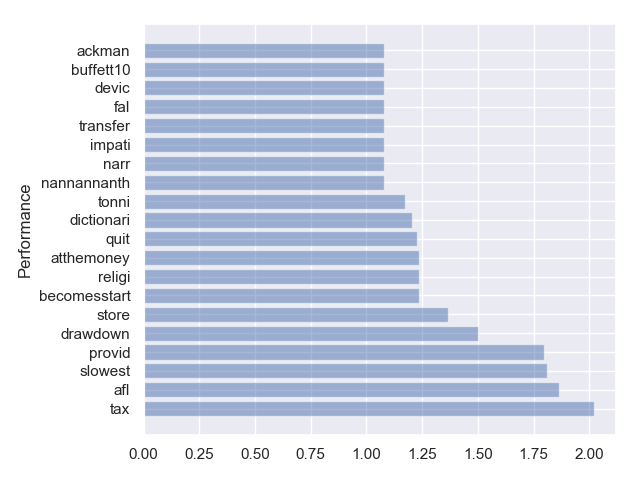 ackman
buffett10
devic
fal
transfer
impati
narr
nannannanth
tonni
dictionari
quit
atthemoney
religi
becomesstart
store
drawdown
provid
slowest
afl
tax
Performance
0.00 0.25 0.50 0.75 1.00 1.25 1.50 1.75 2.00